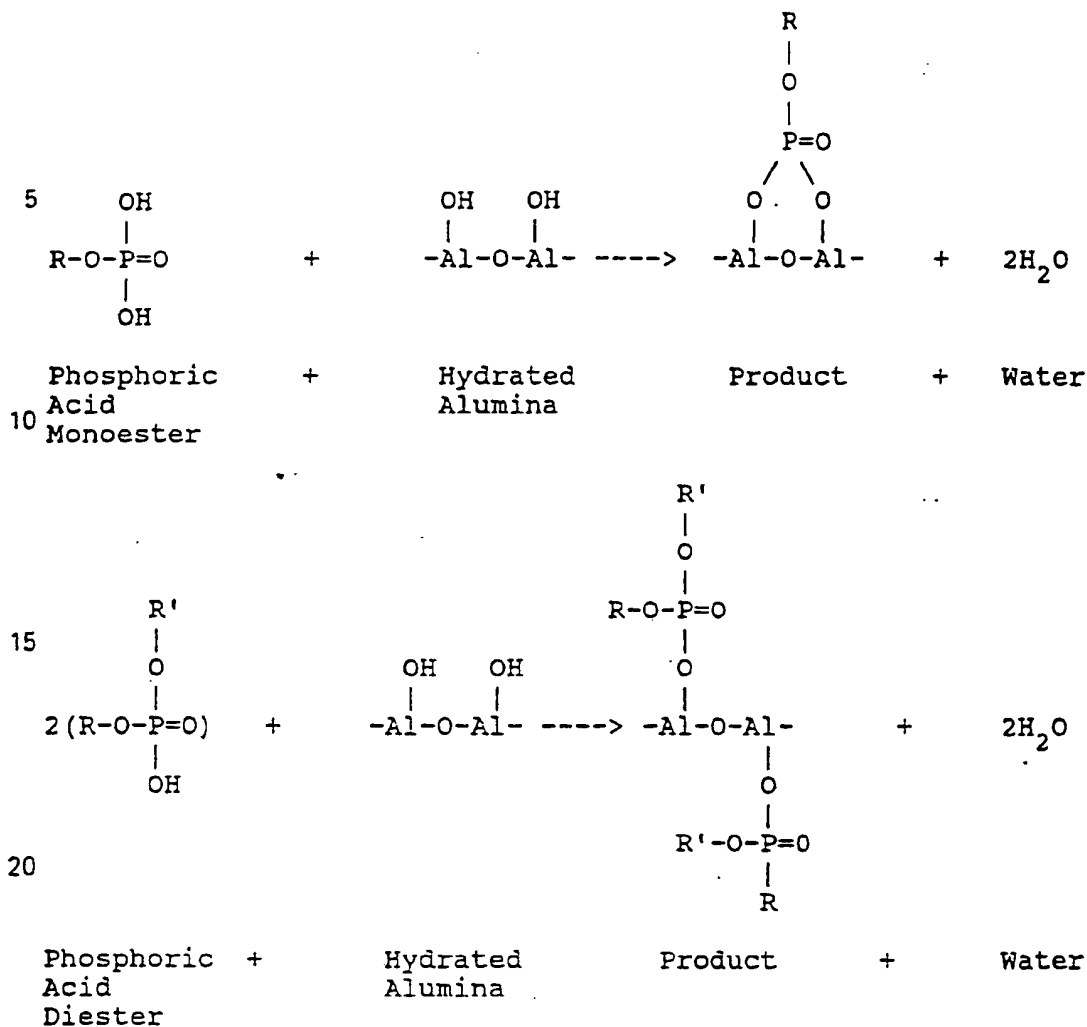 R
|
O
|
P=O
5 OH / \ 
| O O
OH OH
| | | |
R-O-P=O + -Al-O-Al- ----> -Al-O-Al- + 2H2O
|
OH
Phosphoric + Hydrated Product + Water
10 Acid Alumina
Monoester
R'
|
O
|
R' R-O-P=O
15 | |
O OH OH O
| | | |
2(R-O-P=O) + -Al-O-Al- ----> -Al-O-Al- + 2H2O
| |
OH O
|
R'-O-P=O
20 |
R
Phosphoric + Hydrated Product + Water
Acid Alumina
Diester